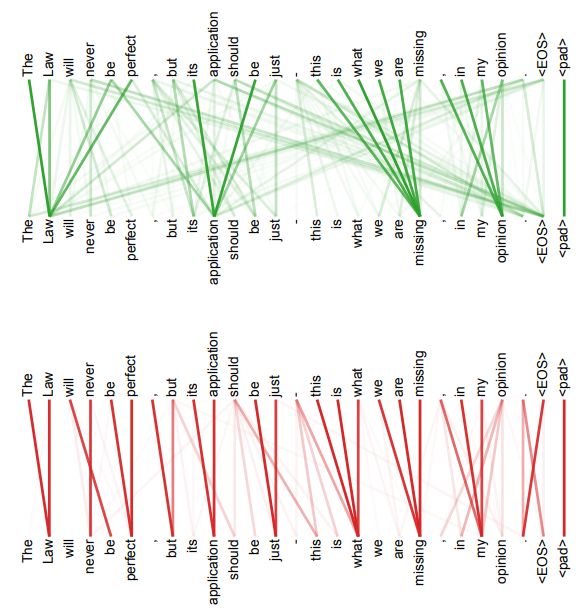 The Law will never be perfect , but its application should be just - this is what we are missing , in my opinion . <EOS> <pad>
The Law will never be perfect , but its application should be just - this is what we are missing , in my opinion . <EOS> <pad>
The Law will never be perfect , but its application should be just - this is what we are missing , in my opinion . <EOS> <pad>
The Law will never be perfect , but its application should be just - this is what we are missing , in my opinion . <EOS> <pad>